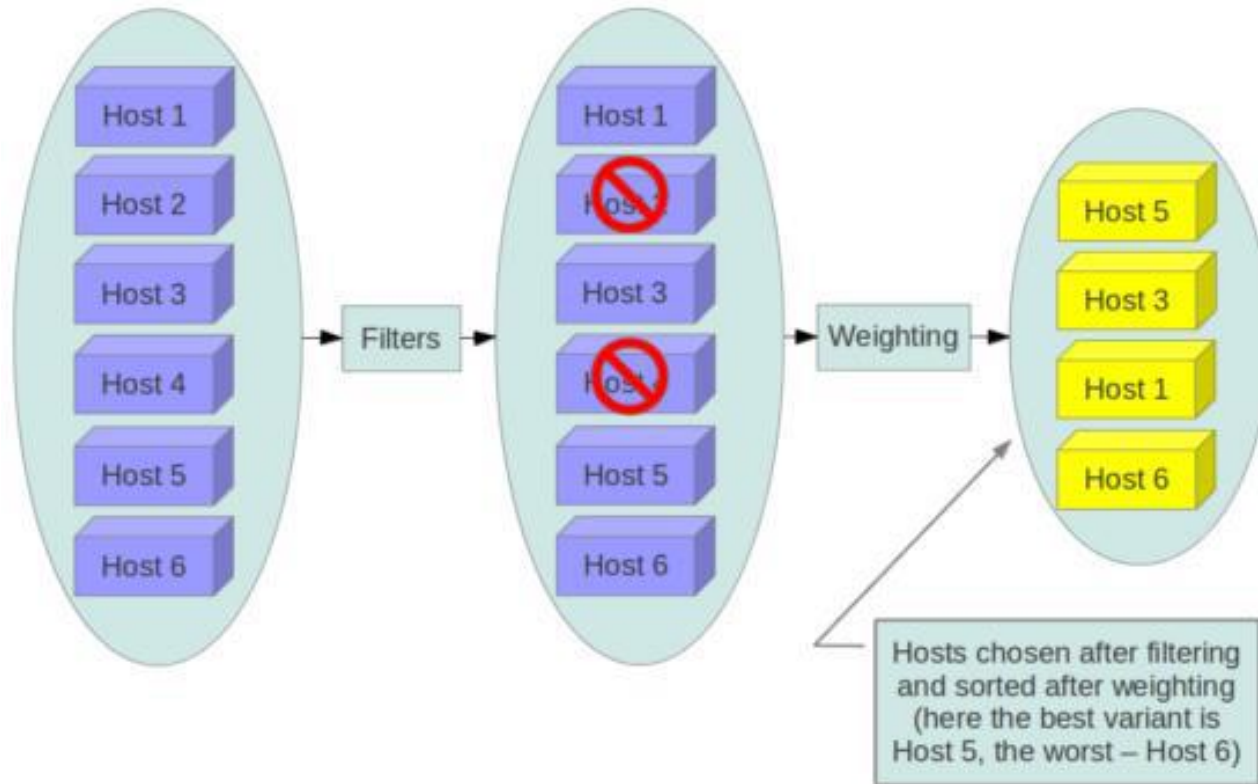 Host 1
Host 2
Host 3
Host 4
Host 5
Host 6
Filters
Host 1
Host
Host 3
Host
Host 5
Host 6
Weighting
Host 5
Host 3
Host 1
Host 6
Hosts chosen after filtering
and sorted after weighting
(here the best variant is
Host 5, the worst – Host 6)